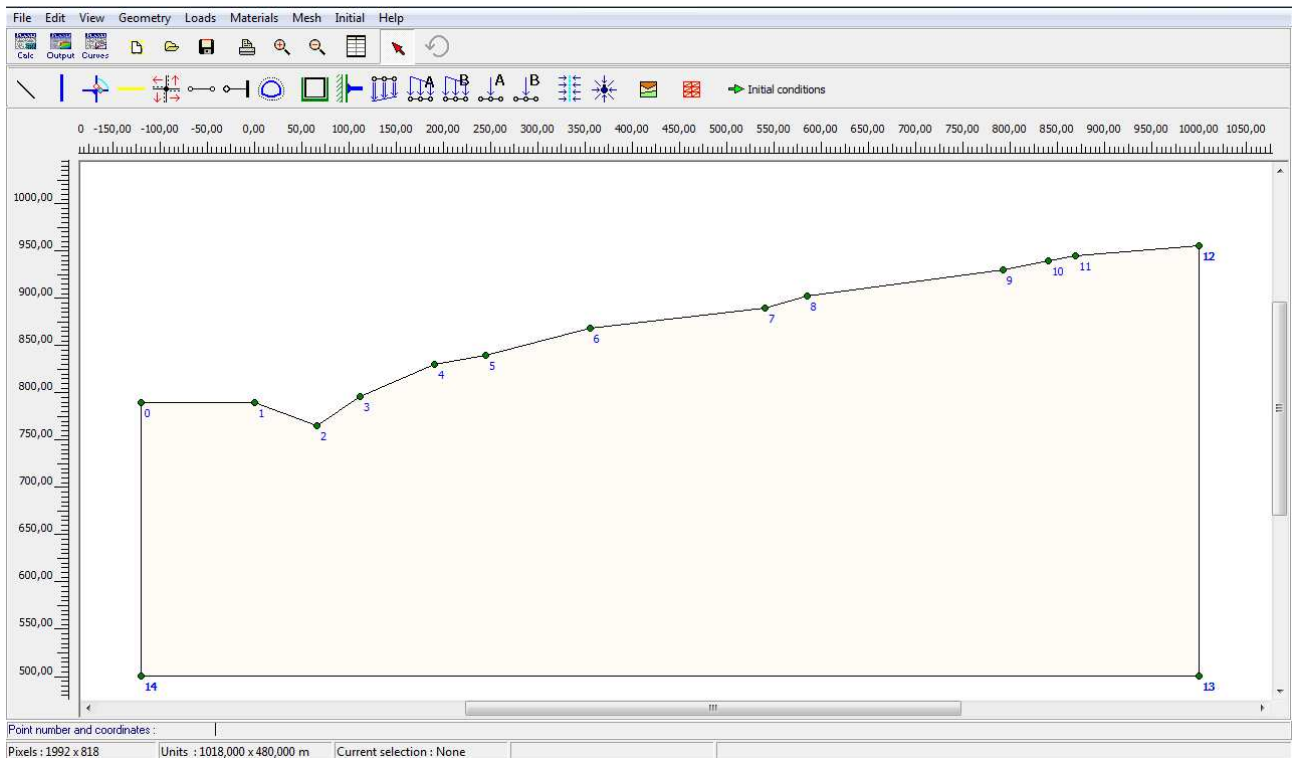 File Edit View Geometry Loads Materials Mesh Initial Help
Calc Output Curves
A B A B Initial conditions
0 -150,00 -100,00 -50,00 0,00 50,00 100,00 150,00 200,00 250,00 300,00 350,00 400,00 450,00 500,00 550,00 600,00 650,00 700,00 750,00 800,00 850,00 900,00 950,00 1000,00 1050,00
1000,00
950,00
12
9 10 11
900,00
8
7
850,00
6
5
4
800,00
0 1 3
2
750,00
700,00
650,00
600,00
550,00
500,00
14 13
Point number and coordinates :
Pixels : 1992 x 818 Units : 1018,000 x 480,000 m Current selection : None